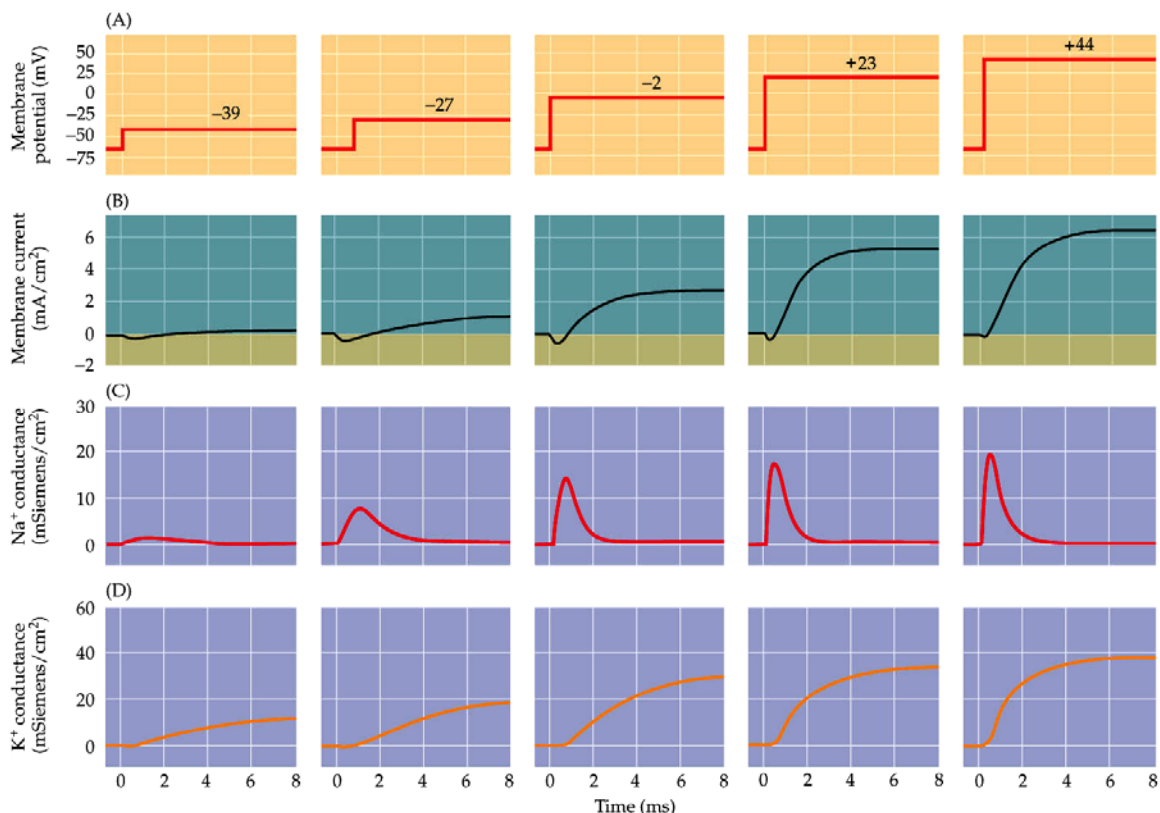 (A)
Membrane
potential (mV)
50
25
0
−25
−50
−75
−39
−27
−2
+23
+44
(B)
Membrane current
(mA/cm²)
6
4
2
0
−2
(C)
Na⁺ conductance
(mSiemens/cm²)
30
20
10
0
(D)
K⁺ conductance
(mSiemens/cm²)
60
40
20
0
0 2 4 6 8 0 2 4 6 8 0 2 4 6 8 0 2 4 6 8 0 2 4 6 8
Time (ms)